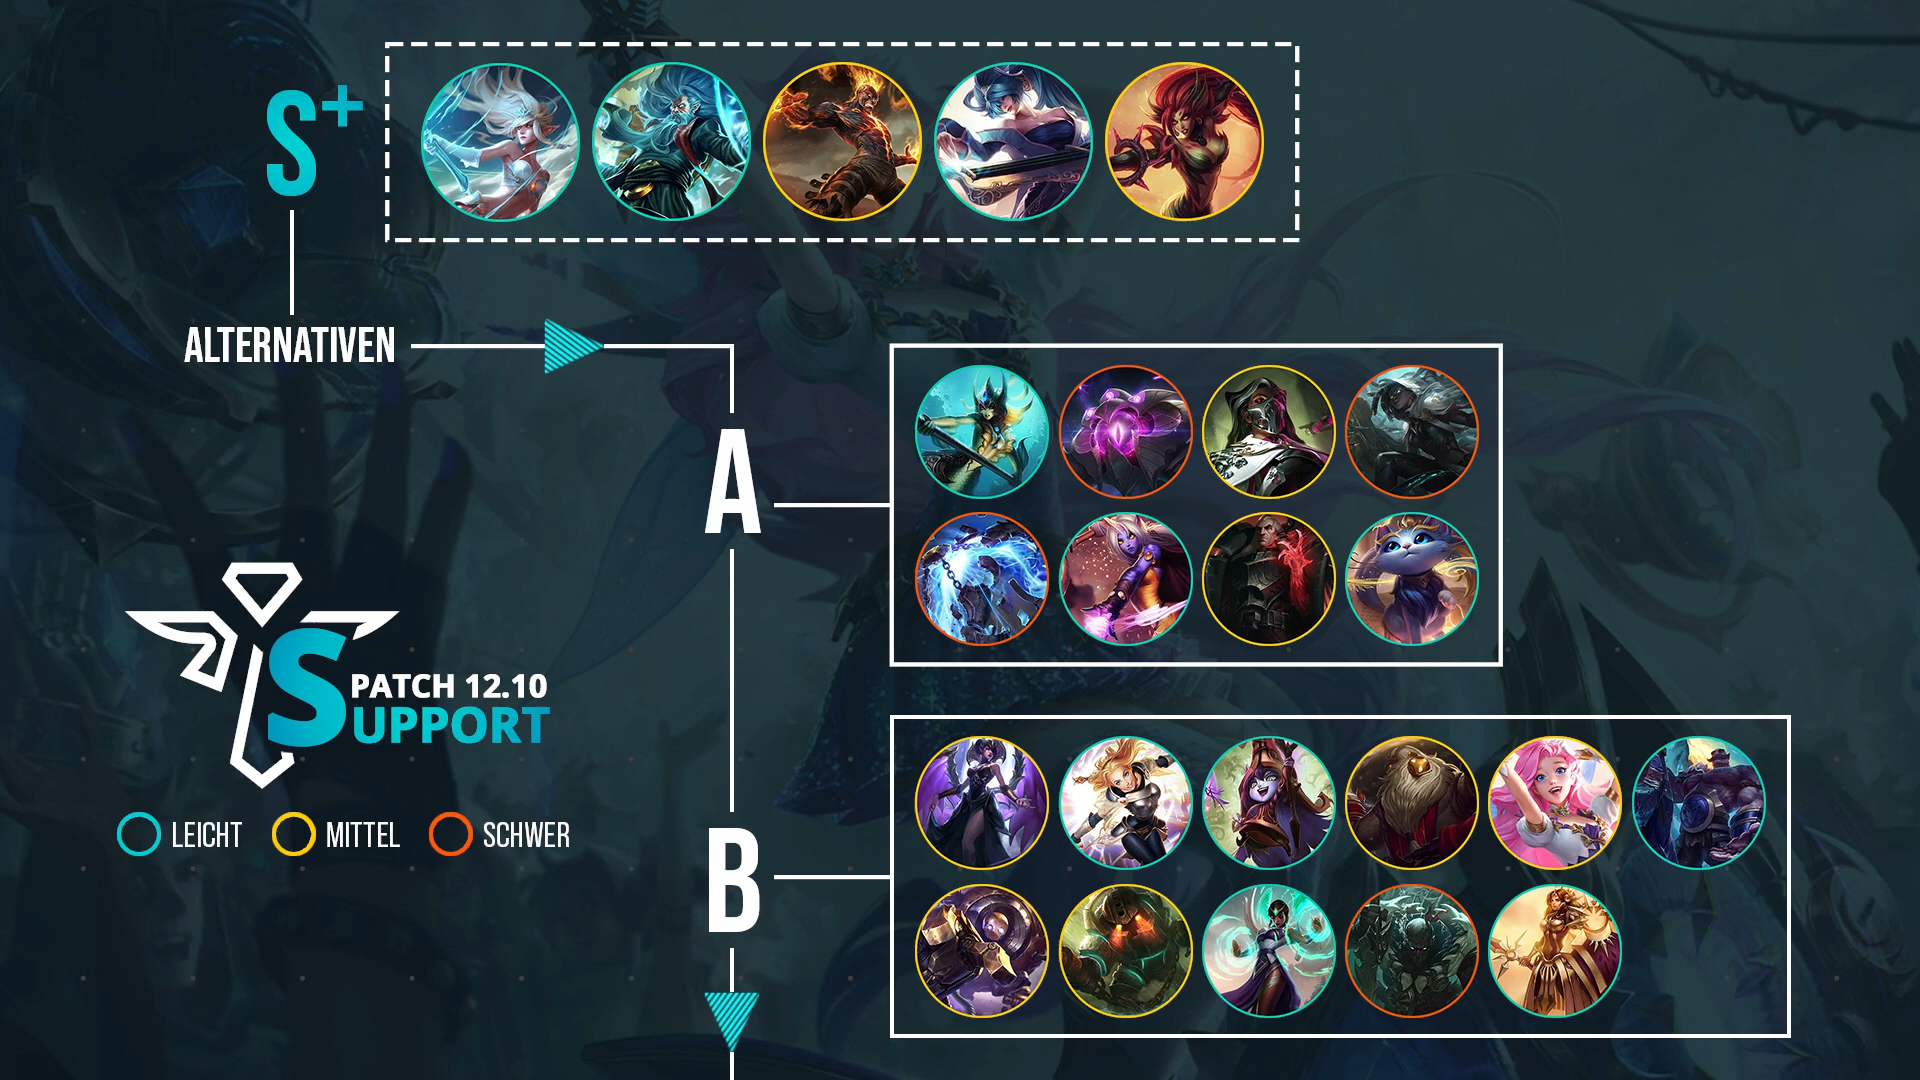 S+
ALTERNATIVEN
A
PATCH 12.10
SUPPORT
LEICHT MITTEL SCHWER
B